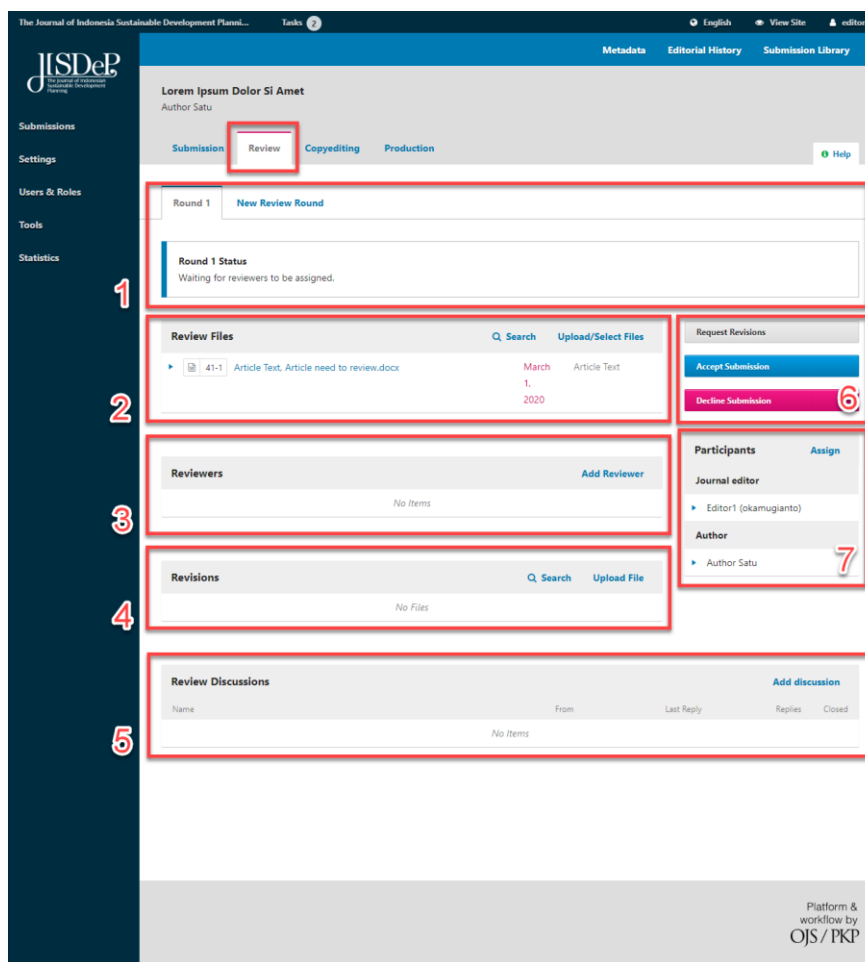 The Journal of Indonesia Sustainable Development Planni... Tasks 2 English View Site editor
JISDeP
The Journal of Indonesian
Sustainable Development
Planning
Metadata Editorial History Submission Library
Lorem Ipsum Dolor Si Amet
Author Satu
Submissions
Settings
Users & Roles
Tools
Statistics
Submission Review Copyediting Production
Help
Round 1 New Review Round
Round 1 Status
Waiting for reviewers to be assigned.
1
Review Files Search Upload/Select Files
41-1 Article Text, Article need to review.docx March 1, 2020 Article Text
2
Request Revisions
Accept Submission
Decline Submission
6
Reviewers Add Reviewer
No Items
3
Participants Assign
Journal editor
Editor1 (okamugianto)
Author
Author Satu
7
Revisions Search Upload File
No Files
4
Review Discussions Add discussion
Name From Last Reply Replies Closed
No Items
5
Platform &
workflow by
OJS / PKP